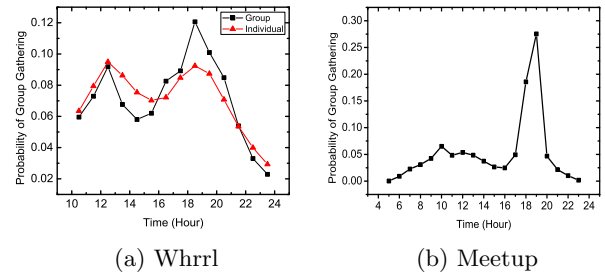 Group
Individual
Probability of Group Gathering
0.12
0.10
0.08
0.06
0.04
0.02
10 12 14 16 18 20 22 24
Time (Hour)
(a) Whrrl
Probability of Group Gathering
0.30
0.25
0.20
0.15
0.10
0.05
0.00
4 6 8 10 12 14 16 18 20 22 24
Time (Hour)
(b) Meetup